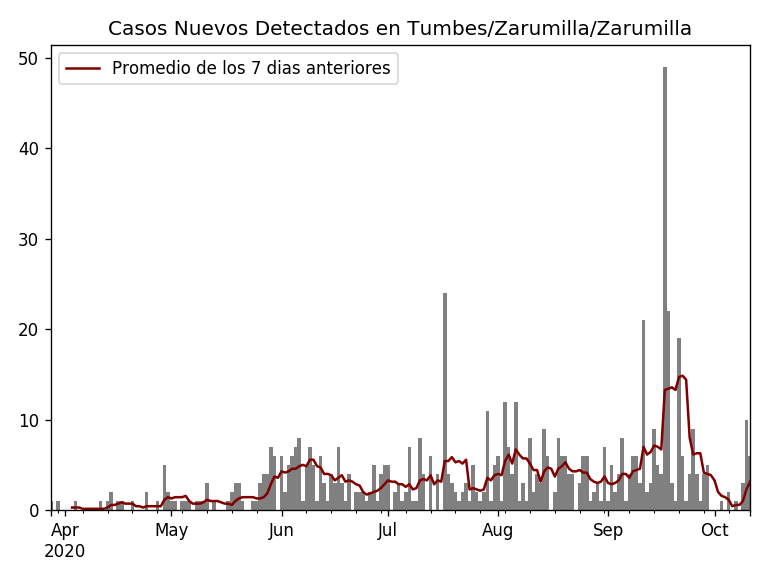 Casos Nuevos Detectados en Tumbes/Zarumilla/Zarumilla
Promedio de los 7 dias anteriores
50
40
30
20
10
0
Apr May Jun Jul Aug Sep Oct
2020